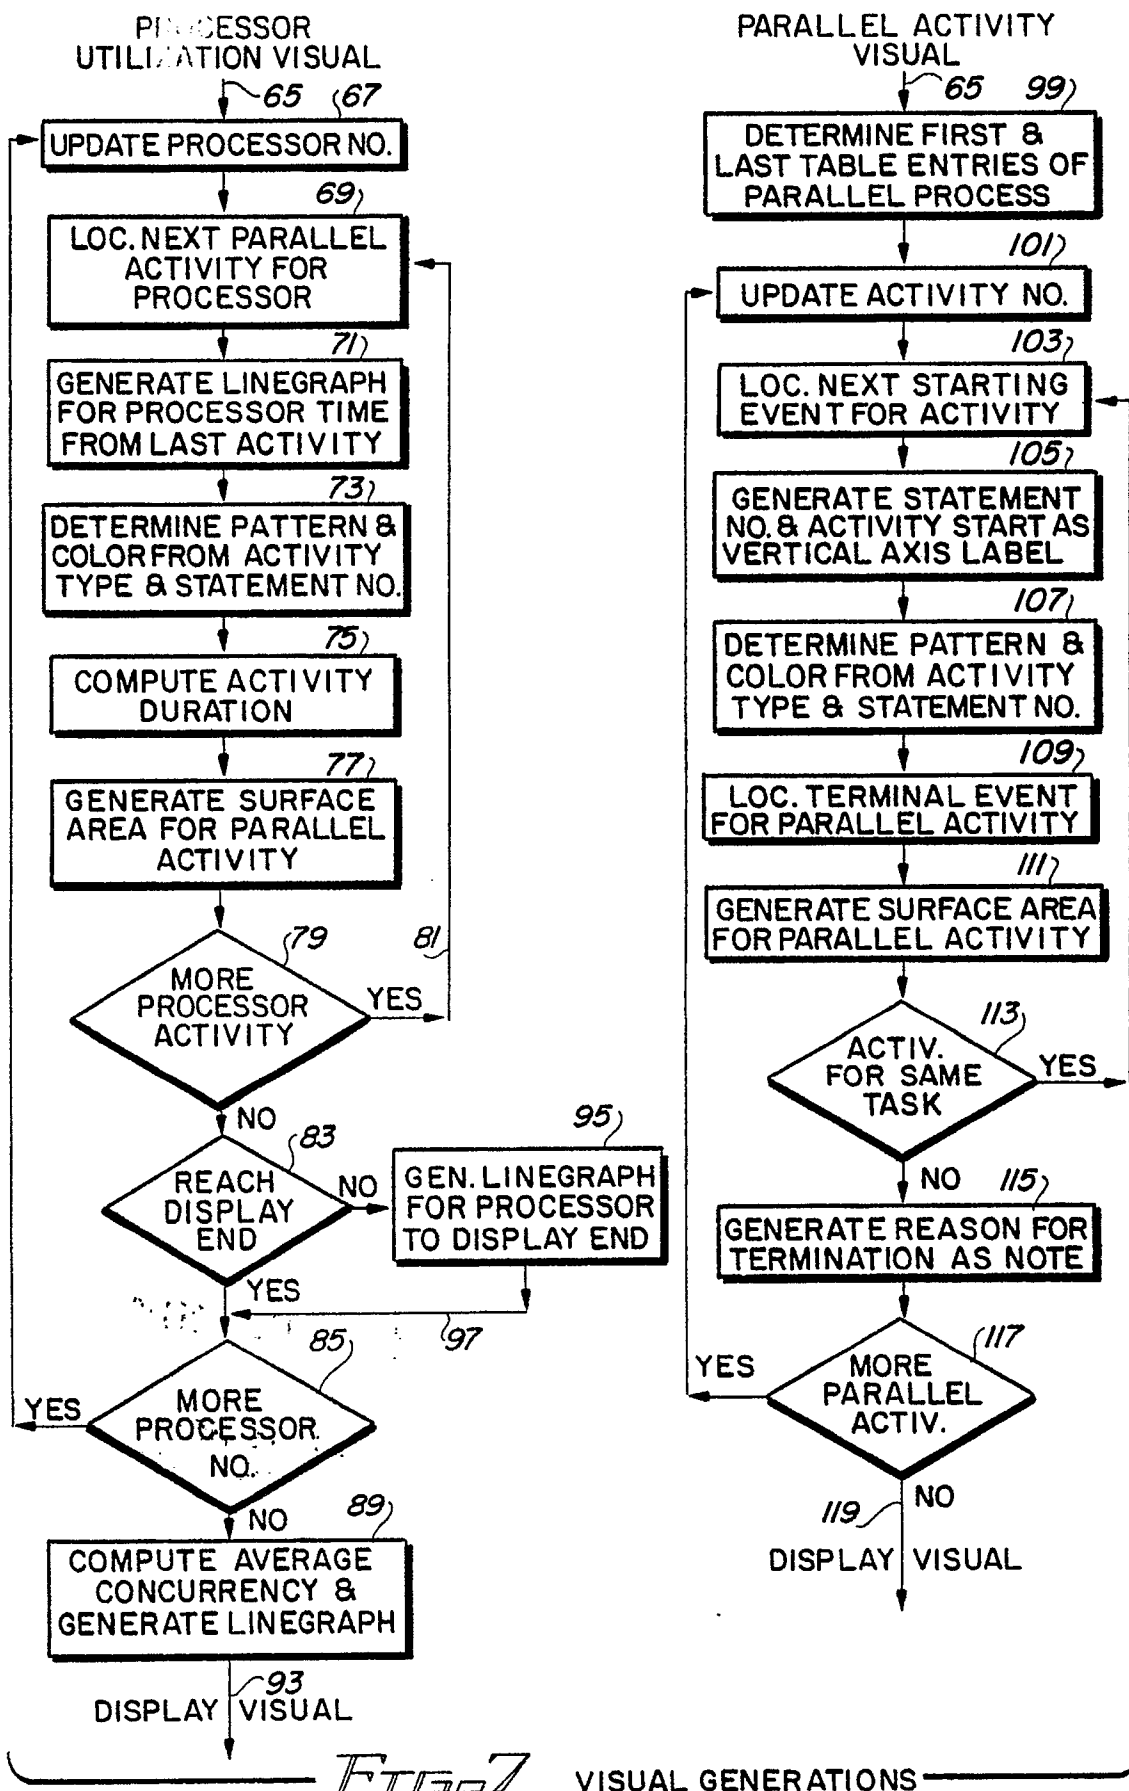 PROCESSOR
UTILIZATION VISUAL
65
67
UPDATE PROCESSOR NO.
69
LOC. NEXT PARALLEL
ACTIVITY FOR
PROCESSOR
71
GENERATE LINEGRAPH
FOR PROCESSOR TIME
FROM LAST ACTIVITY
73
DETERMINE PATTERN &
COLOR FROM ACTIVITY
TYPE & STATEMENT NO.
75
COMPUTE ACTIVITY
DURATION
77
GENERATE SURFACE
AREA FOR PARALLEL
ACTIVITY
79
81
MORE
PROCESSOR
ACTIVITY
YES
NO
83
REACH
DISPLAY
END
NO
YES
95
GEN. LINEGRAPH
FOR PROCESSOR
TO DISPLAY END
97
85
MORE
PROCESSOR
NO.
YES
NO
89
COMPUTE AVERAGE
CONCURRENCY &
GENERATE LINEGRAPH
93
DISPLAY VISUAL
PARALLEL ACTIVITY
VISUAL
65
99
DETERMINE FIRST &
LAST TABLE ENTRIES OF
PARALLEL PROCESS
101
UPDATE ACTIVITY NO.
103
LOC. NEXT STARTING
EVENT FOR ACTIVITY
105
GENERATE STATEMENT
NO. & ACTIVITY START AS
VERTICAL AXIS LABEL
107
DETERMINE PATTERN &
COLOR FROM ACTIVITY
TYPE & STATEMENT NO.
109
LOC. TERMINAL EVENT
FOR PARALLEL ACTIVITY
111
GENERATE SURFACE AREA
FOR PARALLEL ACTIVITY
113
ACTIV.
FOR SAME
TASK
YES
NO
115
GENERATE REASON FOR
TERMINATION AS NOTE
117
MORE
PARALLEL
ACTIV.
YES
NO
119
DISPLAY VISUAL
FIG. 7 VISUAL GENERATIONS